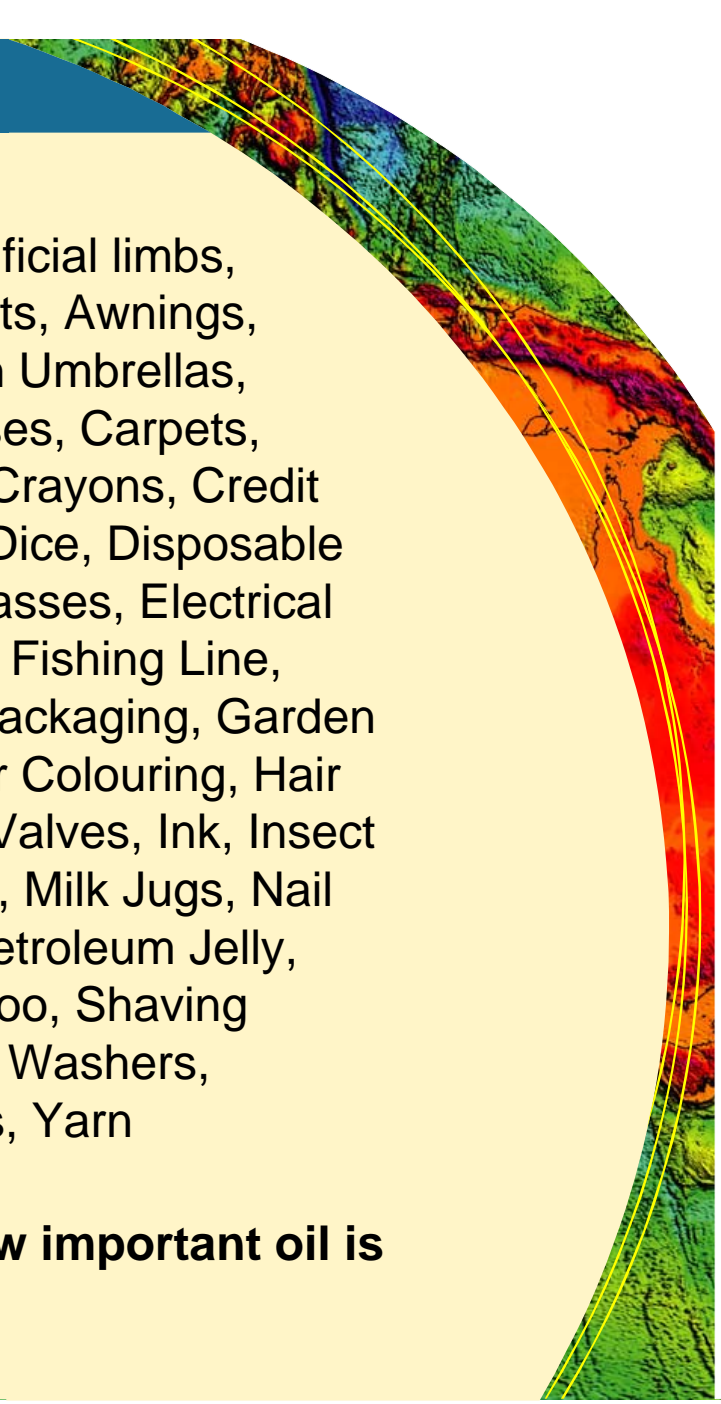 ficial limbs,
ts, Awnings,
n Umbrellas,
ses, Carpets,
Crayons, Credit
Dice, Disposable
asses, Electrical
Fishing Line,
ackaging, Garden
r Colouring, Hair
Valves, Ink, Insect
, Milk Jugs, Nail
etroleum Jelly,
oo, Shaving
Washers,
s, Yarn
w important oil is